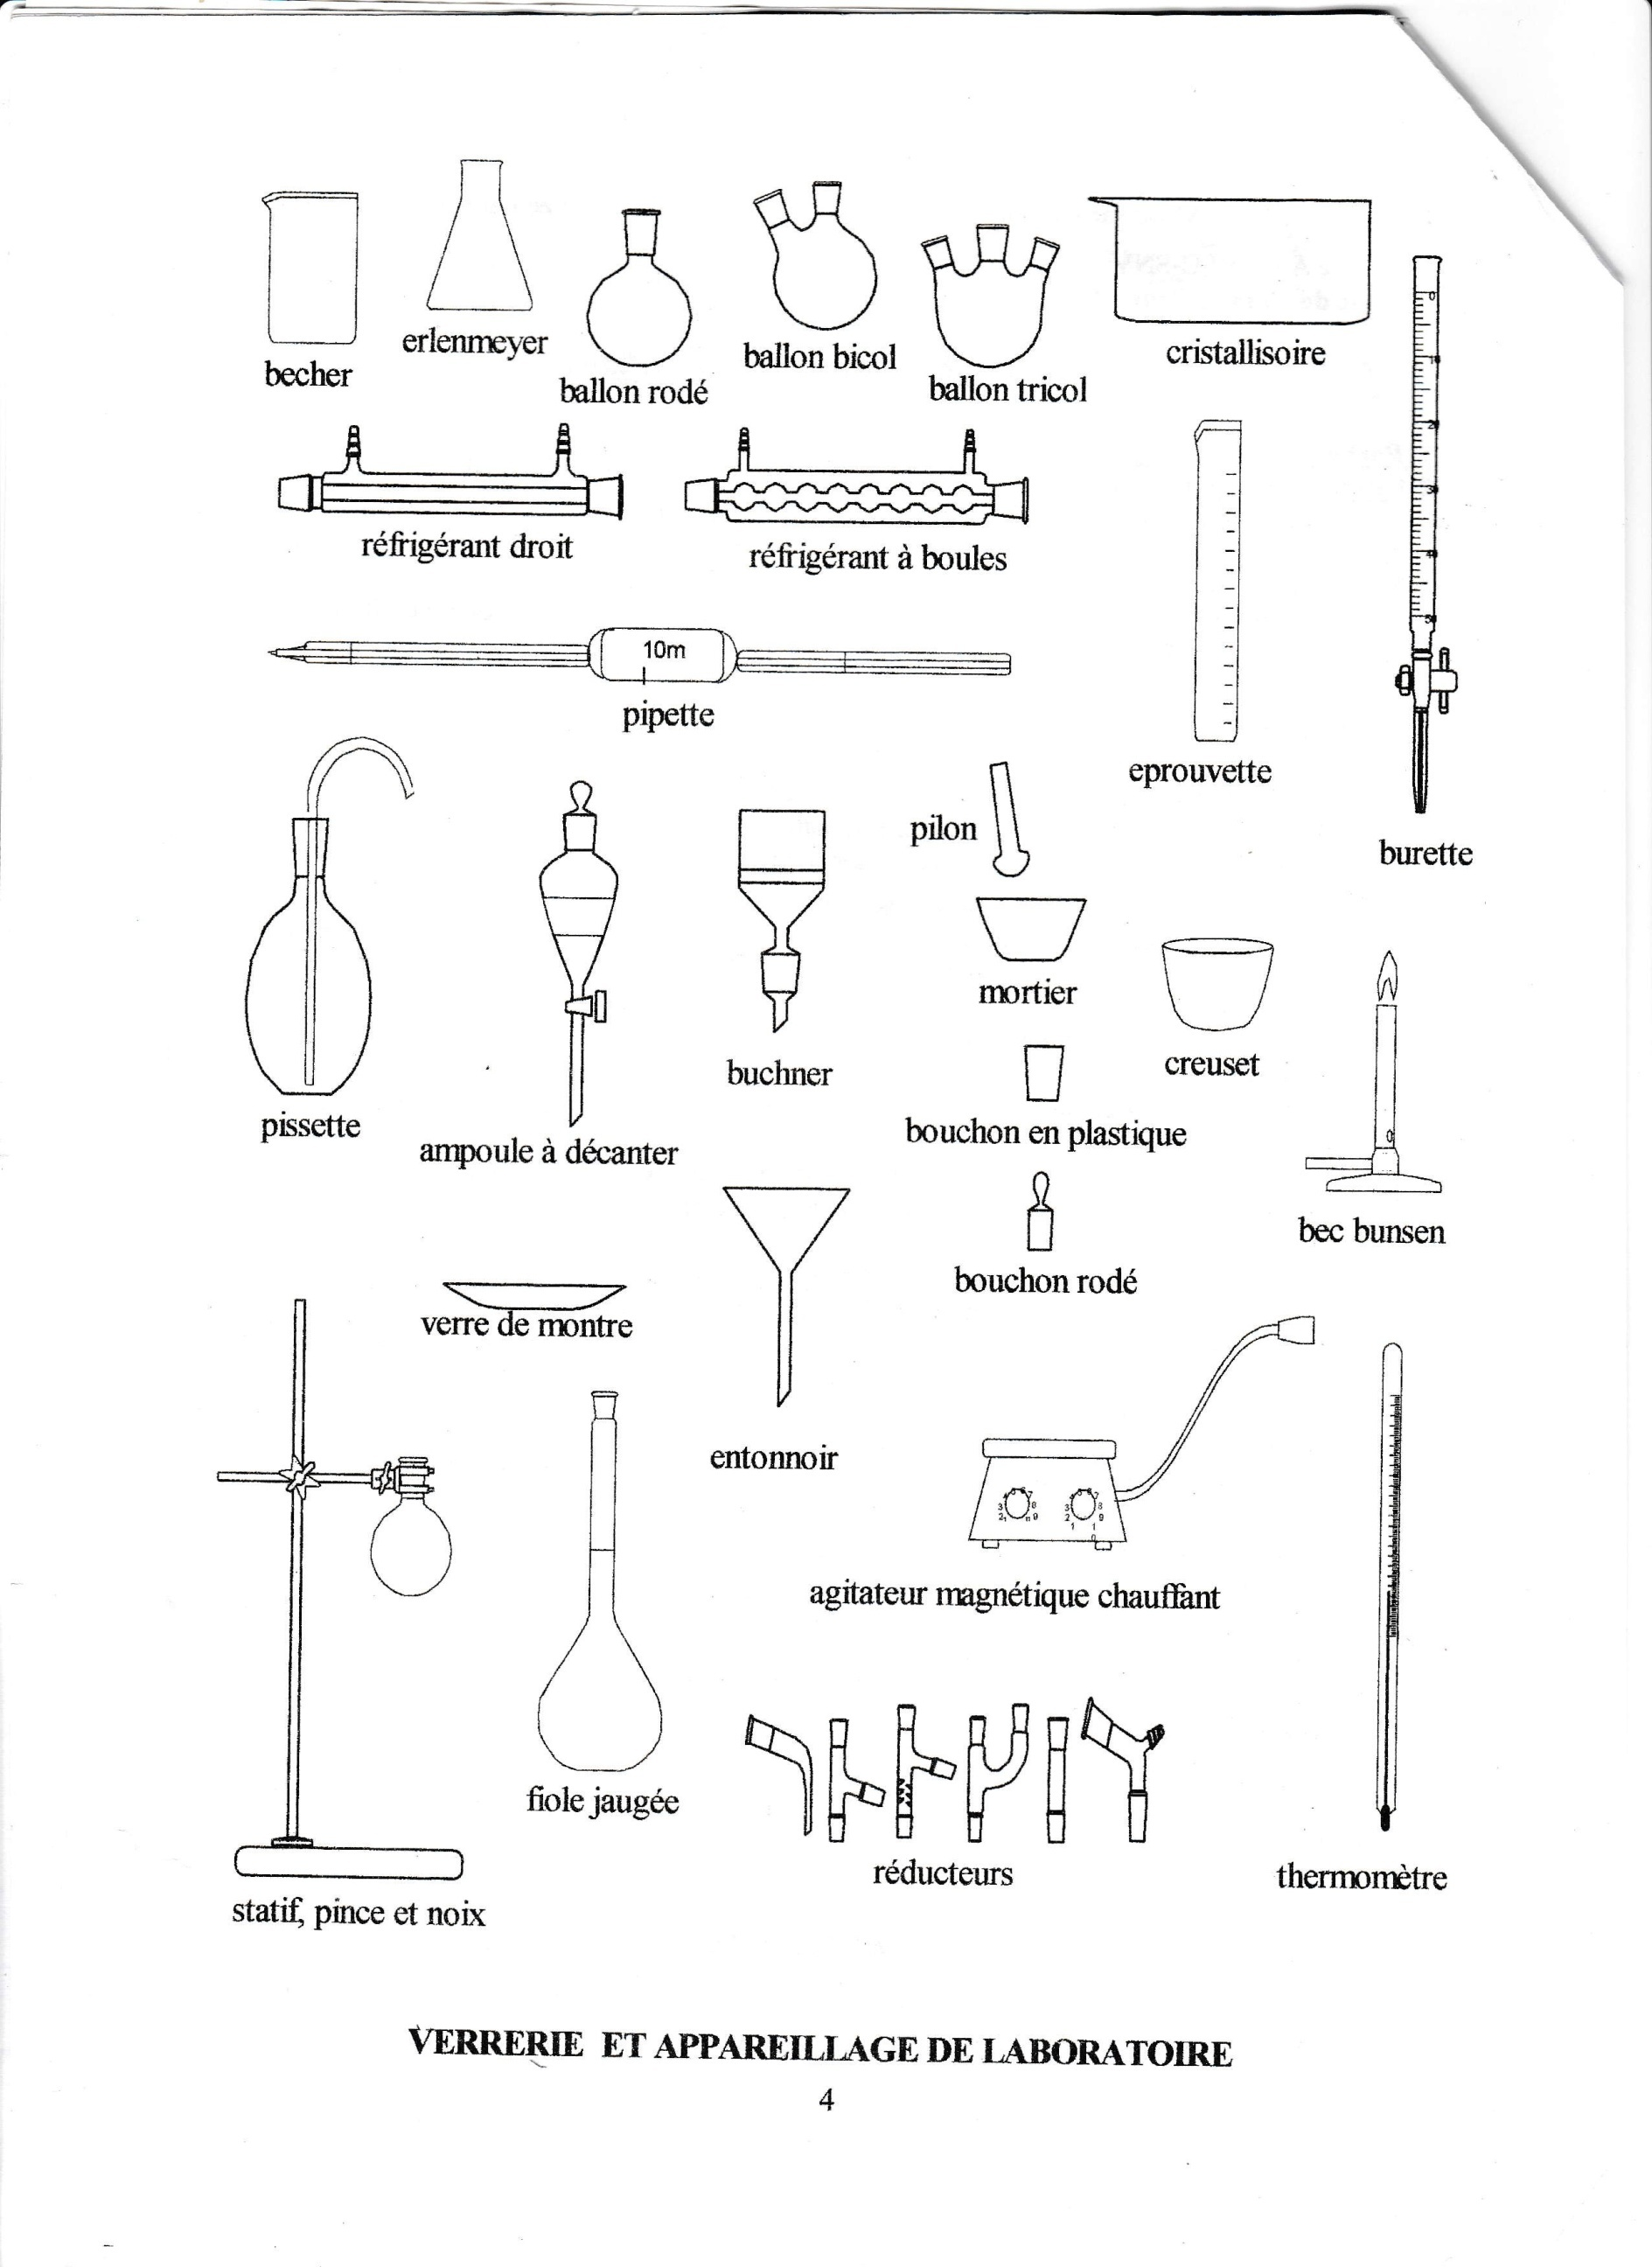 becher
erlenmeyer
ballon rodé
ballon bicol
ballon tricol
cristallisoire
réfrigérant droit
réfrigérant à boules
10m
pipette
eprouvette
burette
pilon
mortier
pissette
ampoule à décanter
buchner
creuset
bouchon en plastique
bec bunsen
bouchon rodé
verre de montre
entonnoir
agitateur magnétique chauffant
fiole jaugée
réducteurs
thermomètre
statif, pince et noix
VERRERIE ET APPAREILLAGE DE LABORATOIRE
4